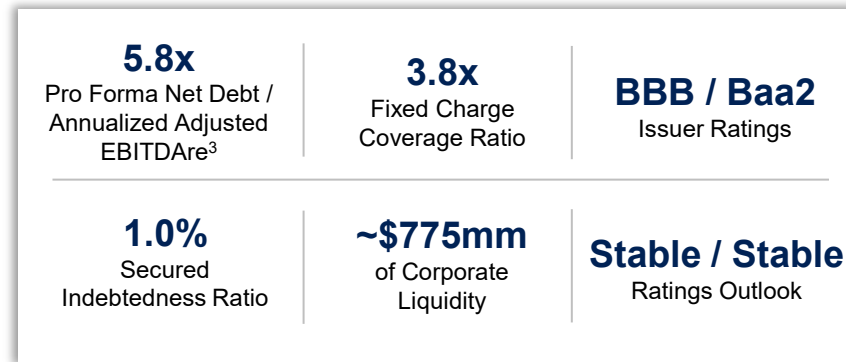 5.8x
Pro Forma Net Debt /
Annualized Adjusted
EBITDAre³
3.8x
Fixed Charge
Coverage Ratio
BBB / Baa2
Issuer Ratings
1.0%
Secured
Indebtedness Ratio
~$775mm
of Corporate
Liquidity
Stable / Stable
Ratings Outlook